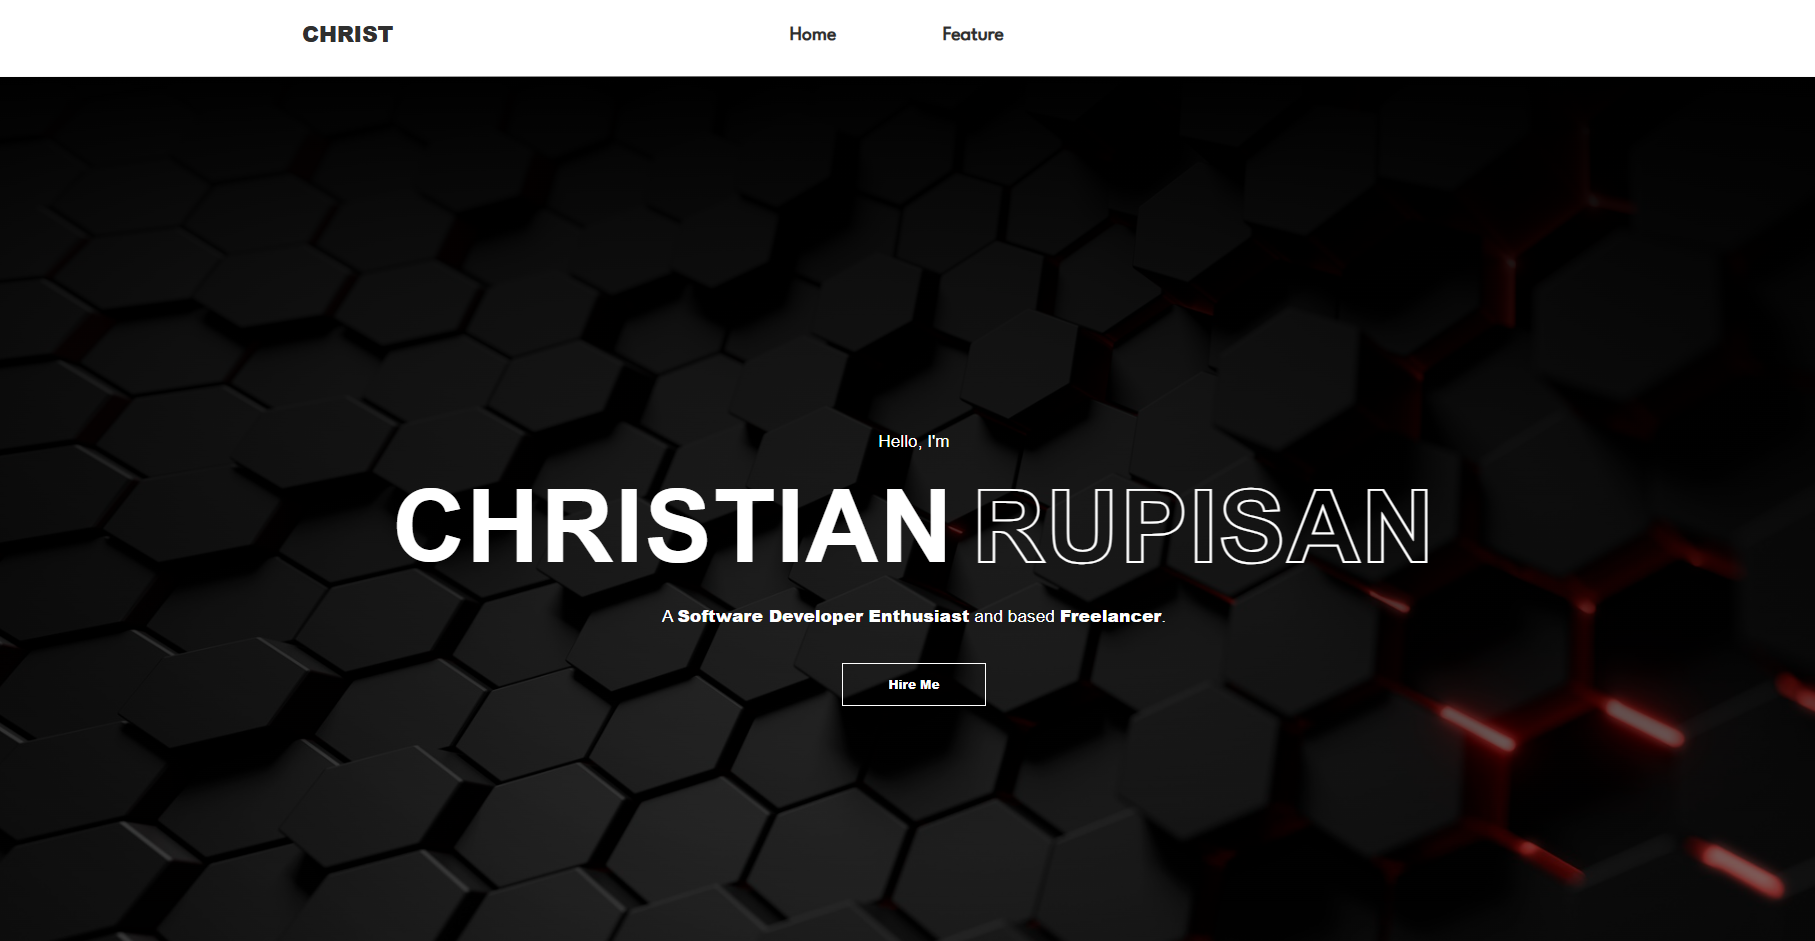 CHRIST Home Feature
Hello, I'm
CHRISTIAN RUPISAN
A Software Developer Enthusiast and based Freelancer.
Hire Me